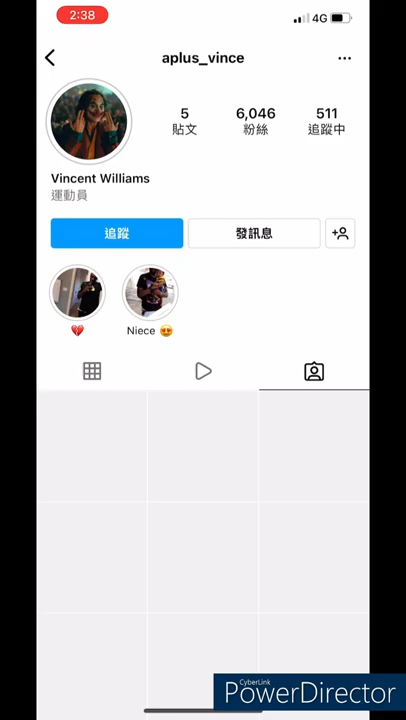 2:38
4G
aplus_vince
5
貼文
6,046
粉絲
511
追蹤中
Vincent Williams
運動員
追蹤
發訊息
💔
Niece 😍
CyberLink
PowerDirector